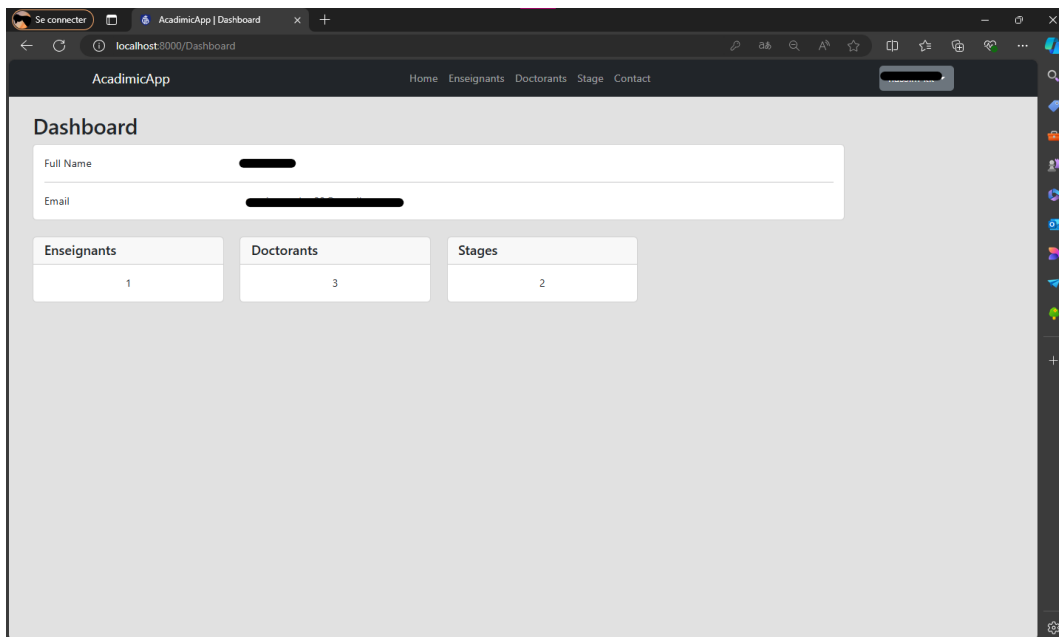 Se connecter
AcadimicApp | Dashboard
localhost:8000/Dashboard
AcadimicApp
Home Enseignants Doctorants Stage Contact
Dashboard
Full Name
Email
Enseignants
Doctorants
Stages
1
3
2